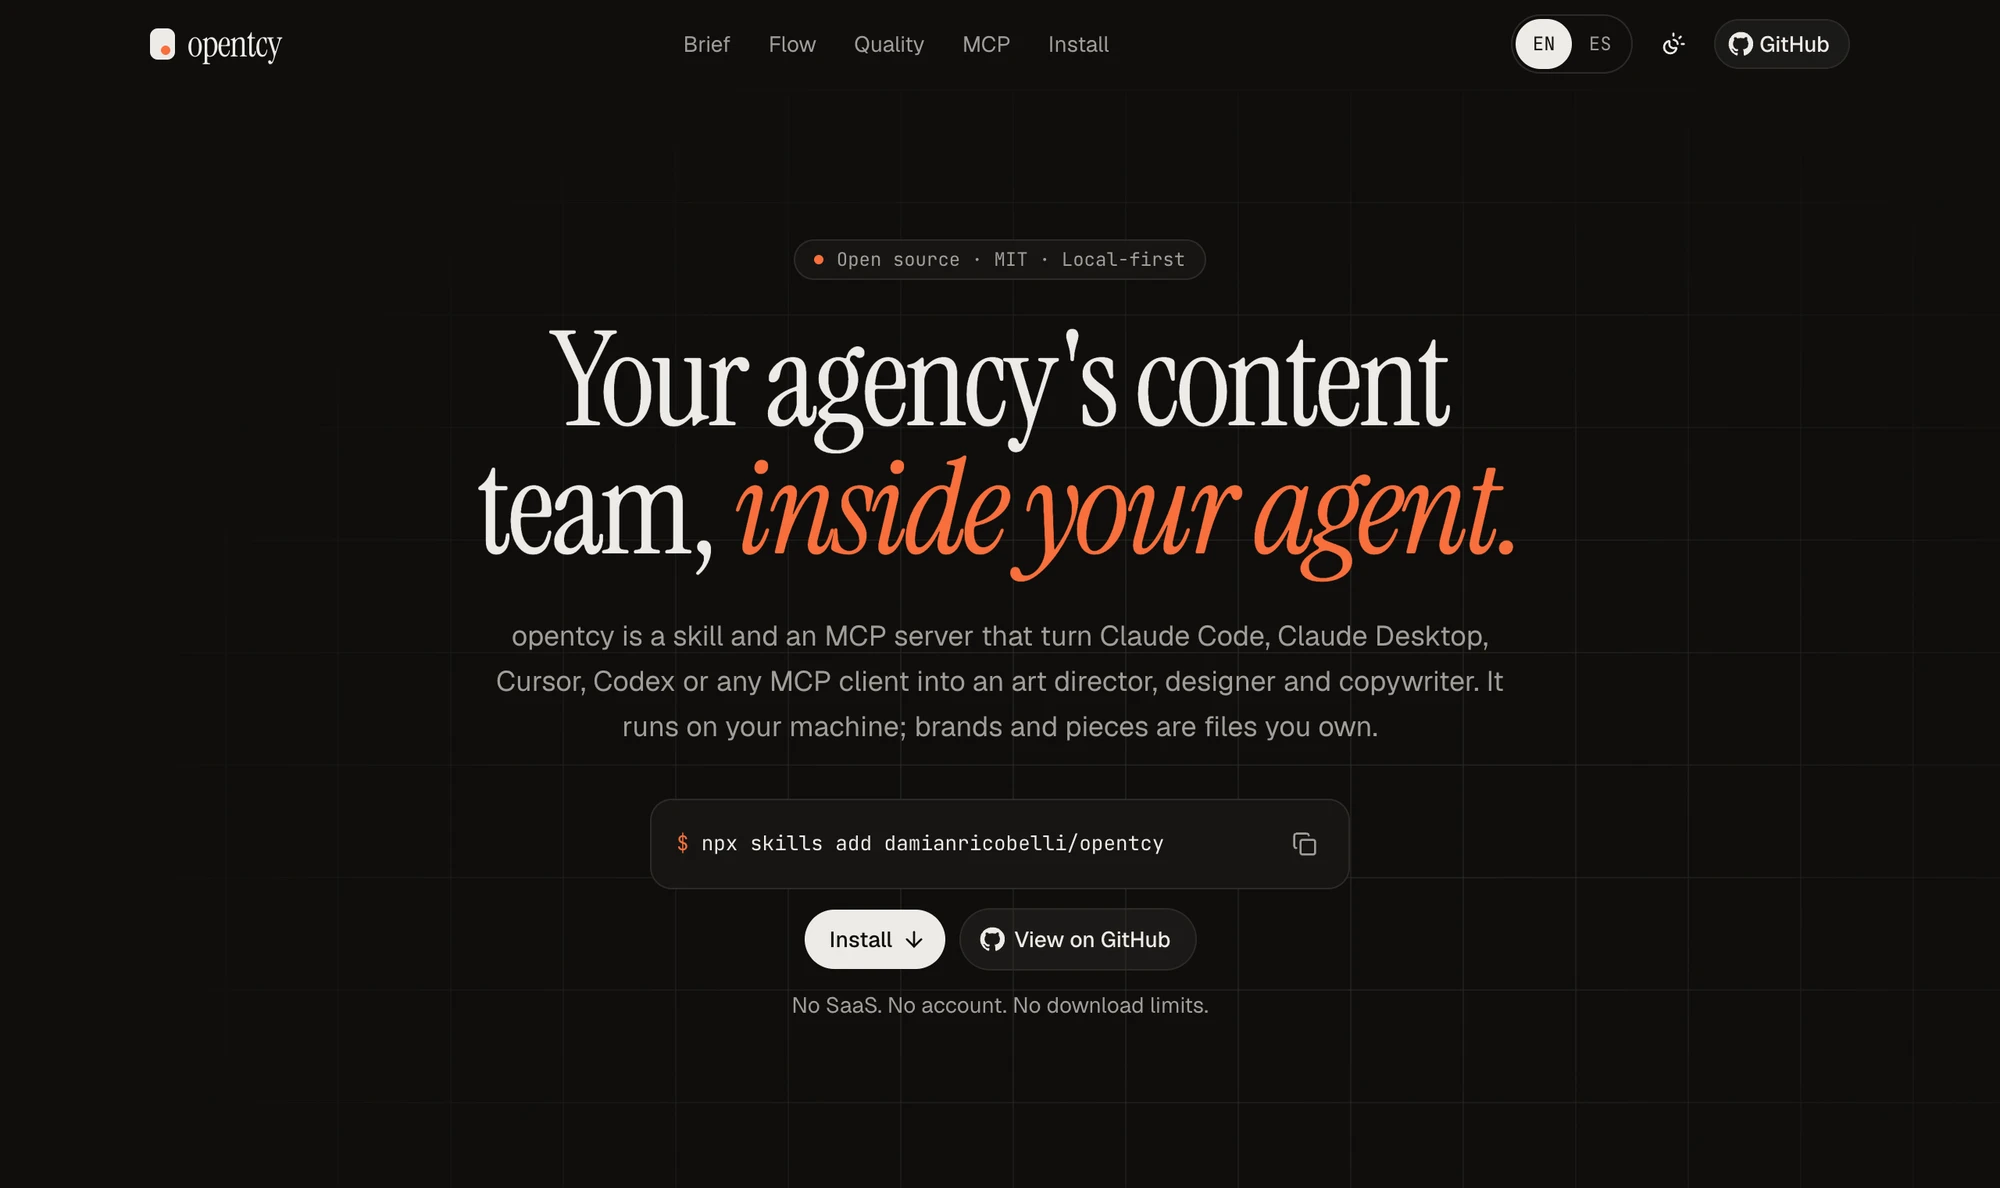 opentcy
Brief Flow Quality MCP Install
EN ES GitHub
Open source · MIT · Local-first
Your agency's content
team, inside your agent.
opentcy is a skill and an MCP server that turn Claude Code, Claude Desktop,
Cursor, Codex or any MCP client into an art director, designer and copywriter. It
runs on your machine; brands and pieces are files you own.
$ npx skills add damianricobelli/opentcy
Install ↓ View on GitHub
No SaaS. No account. No download limits.